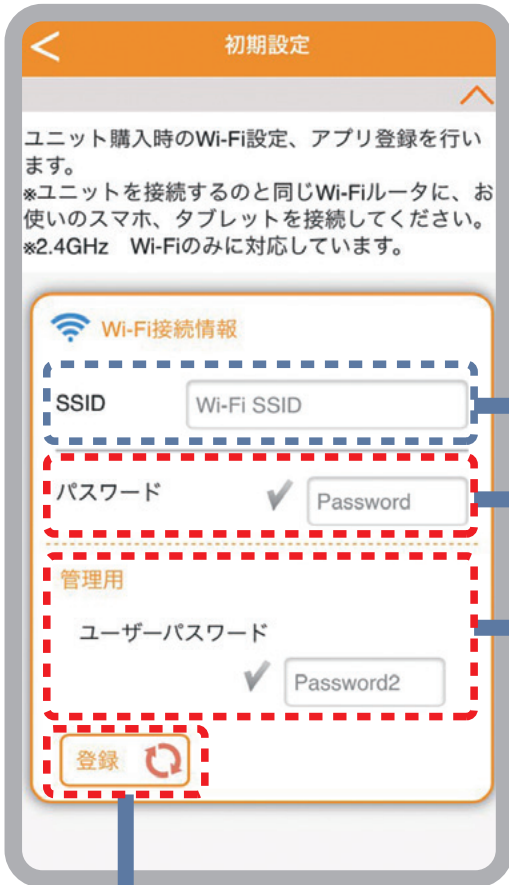 初期設定
ユニット購入時のWi-Fi設定、アプリ登録を行い
ます。
※ユニットを接続するのと同じWi-Fiルータに、お
使いのスマホ、タブレットを接続してください。
※2.4GHz　Wi-Fiのみに対応しています。
Wi-Fi接続情報
SSID Wi-Fi SSID
パスワード Password
管理用
ユーザーパスワード
Password2
登録